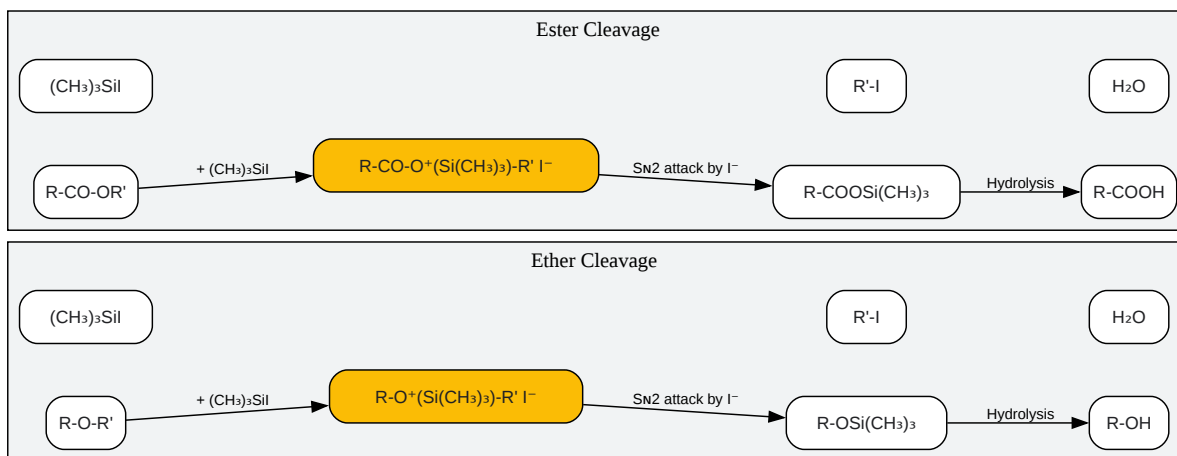 Ester Cleavage
(CH₃)₃SiI
R'-I
H₂O
R-CO-OR'
+ (CH₃)₃SiI
R-CO-O⁺(Si(CH₃)₃)-R' I⁻
Sɴ2 attack by I⁻
R-COOSi(CH₃)₃
Hydrolysis
R-COOH
Ether Cleavage
(CH₃)₃SiI
R'-I
H₂O
R-O-R'
+ (CH₃)₃SiI
R-O⁺(Si(CH₃)₃)-R' I⁻
Sɴ2 attack by I⁻
R-OSi(CH₃)₃
Hydrolysis
R-OH